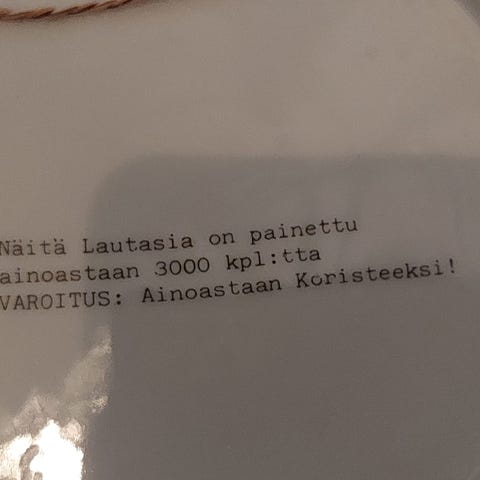 Näitä Lautasia on painettu
ainoastaan 3000 kpl:tta
VAROITUS: Ainoastaan Koristeeksi!